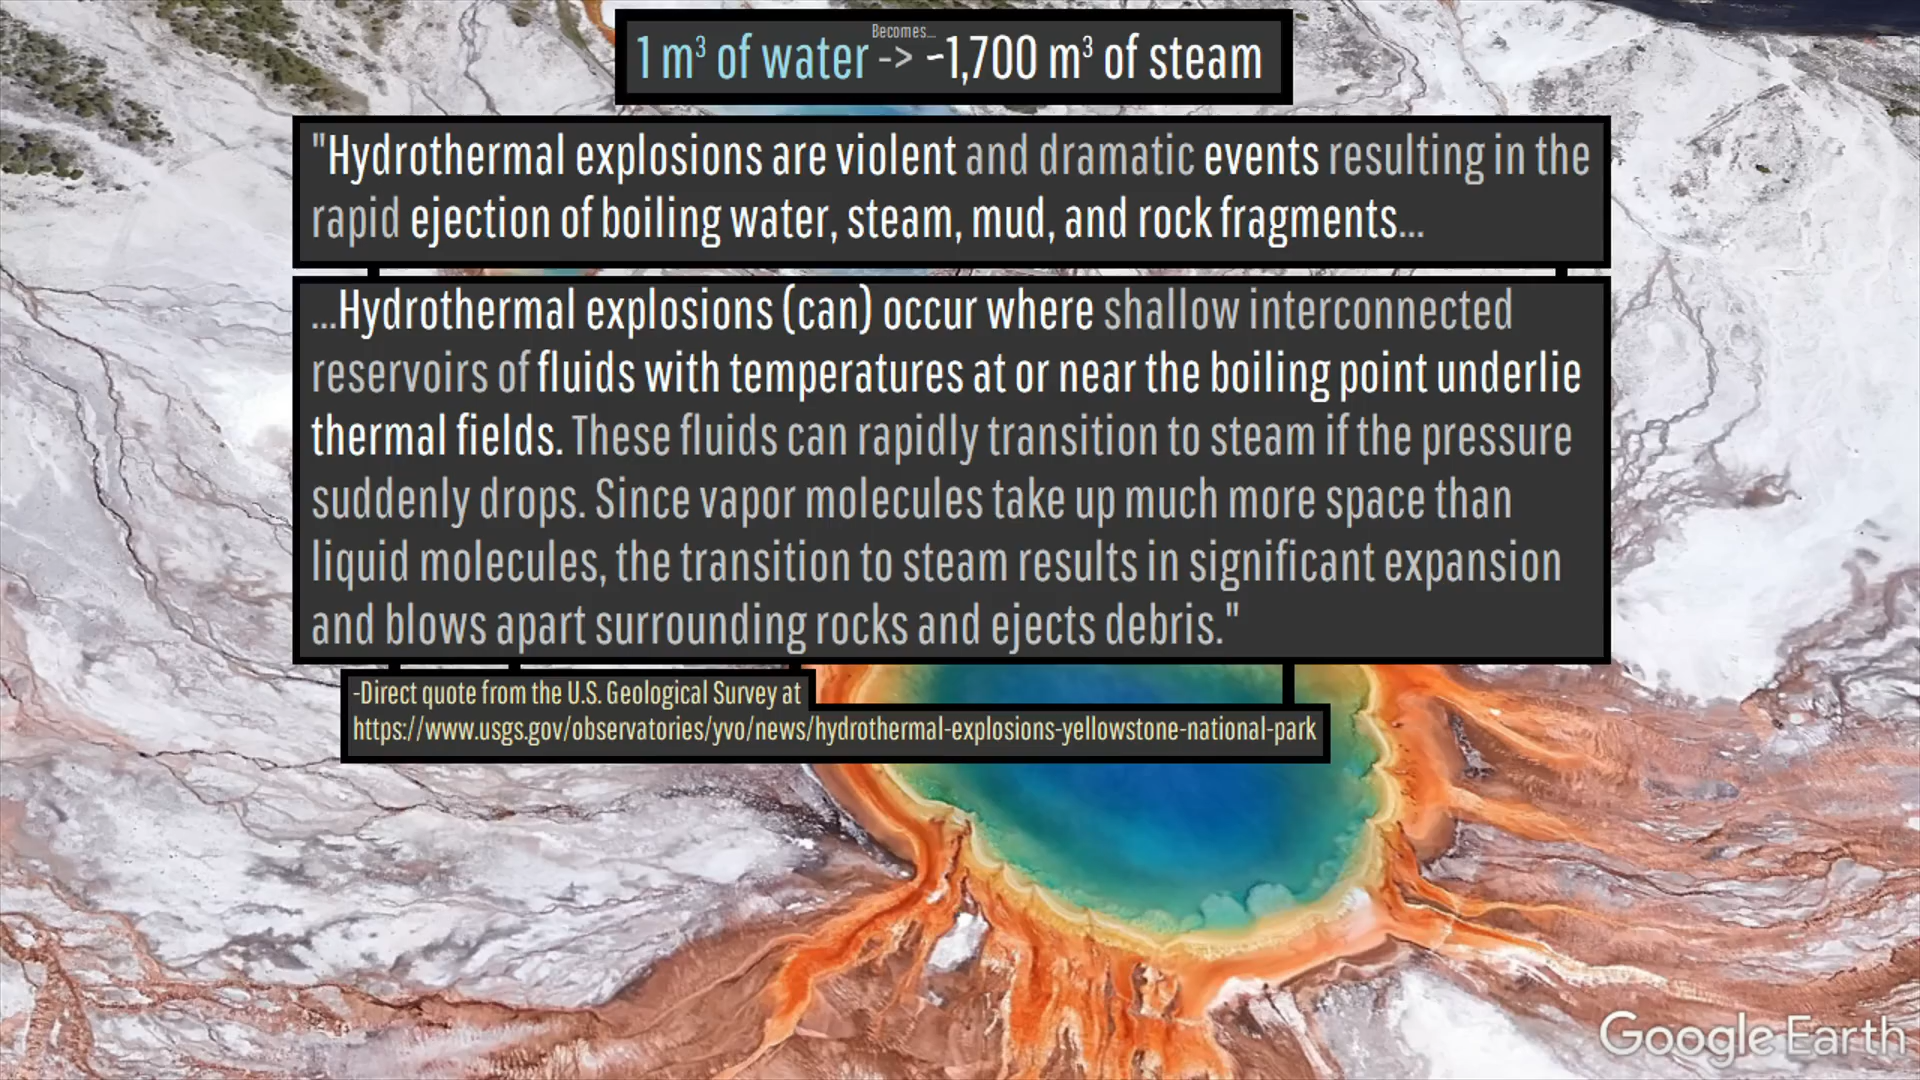 Becomes...
1 m³ of water -> ~1,700 m³ of steam
"Hydrothermal explosions are violent and dramatic events resulting in the
rapid ejection of boiling water, steam, mud, and rock fragments...
...Hydrothermal explosions (can) occur where shallow interconnected
reservoirs of fluids with temperatures at or near the boiling point underlie
thermal fields. These fluids can rapidly transition to steam if the pressure
suddenly drops. Since vapor molecules take up much more space than
liquid molecules, the transition to steam results in significant expansion
and blows apart surrounding rocks and ejects debris."
-Direct quote from the U.S. Geological Survey at
https://www.usgs.gov/observatories/yvo/news/hydrothermal-explosions-yellowstone-national-park
Google Earth